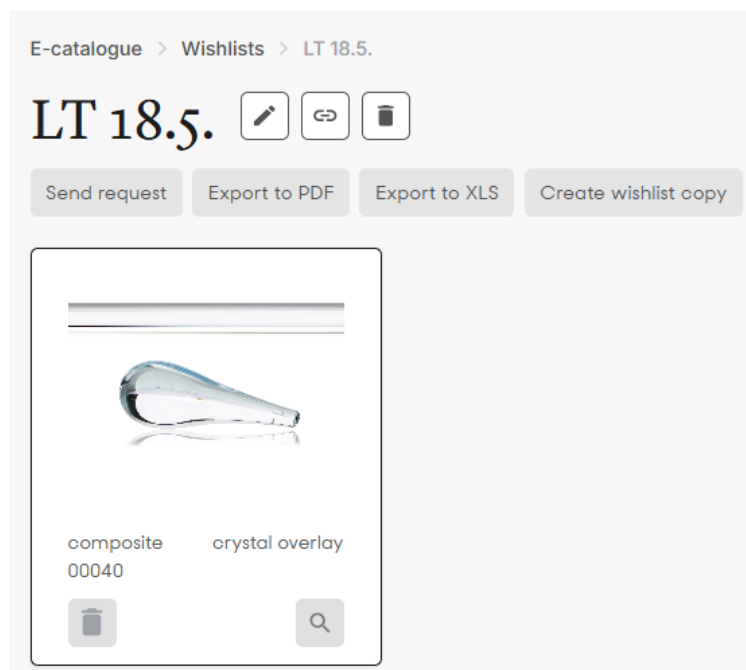 E-catalogue > Wishlists > LT 18.5.
LT 18.5.
Send request Export to PDF Export to XLS Create wishlist copy
composite crystal overlay
00040